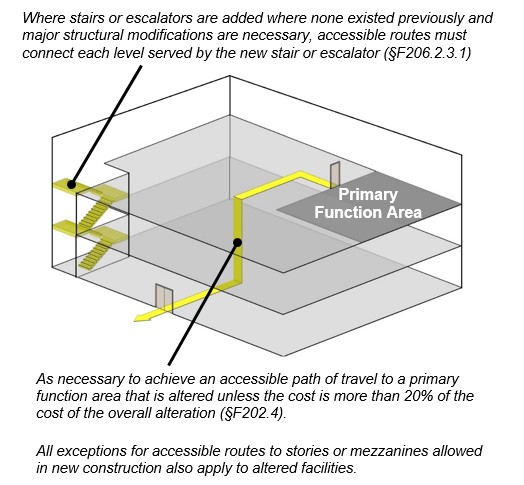 Where stairs or escalators are added where none existed previously and
major structural modifications are necessary, accessible routes must
connect each level served by the new stair or escalator (§F206.2.3.1)
Primary
Function Area
As necessary to achieve an accessible path of travel to a primary
function area that is altered unless the cost is more than 20% of the
cost of the overall alteration (§F202.4).
All exceptions for accessible routes to stories or mezzanines allowed
in new construction also apply to altered facilities.